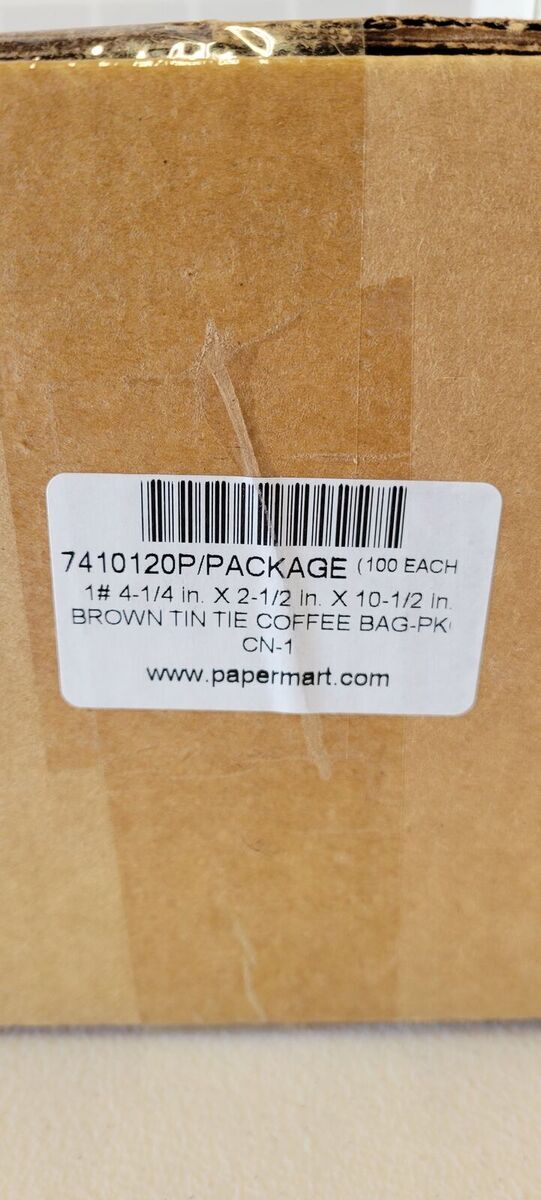 7410120P/PACKAGE (100 EACH
1# 4-1/4 in. X 2-1/2 in. X 10-1/2 in.
BROWN TIN TIE COFFEE BAG-PK
CN-1
www.papermart.com